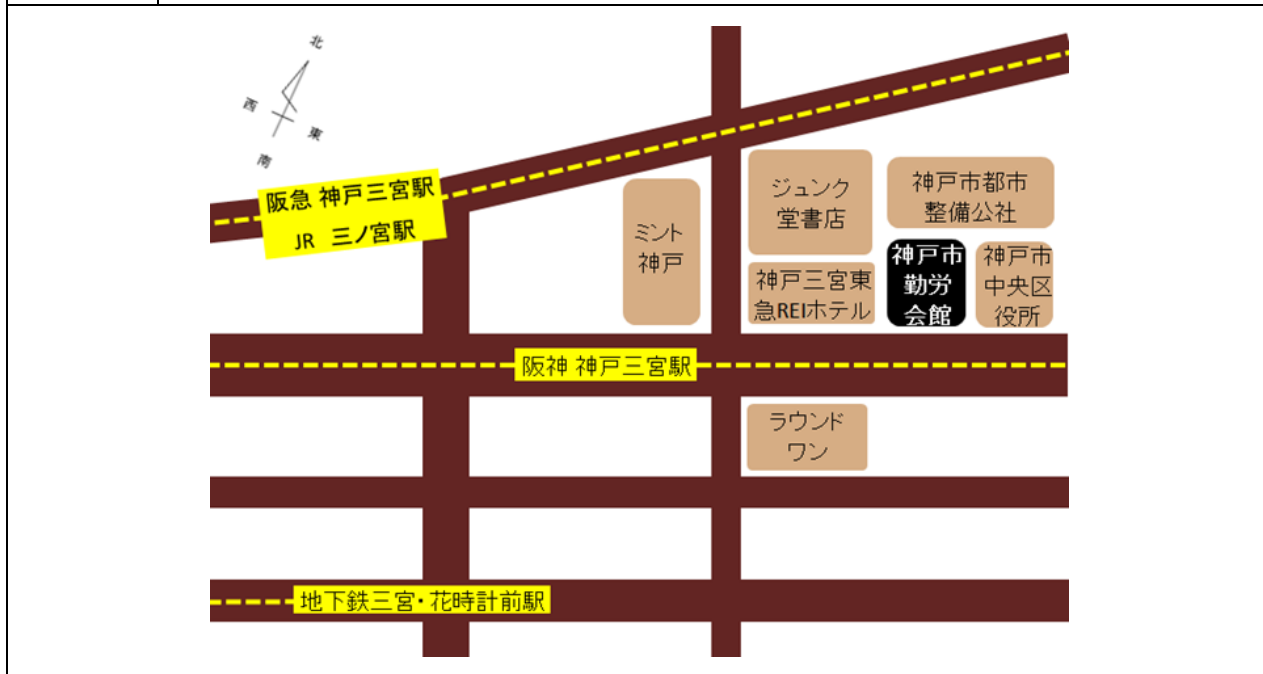 北
西
東
南
阪急 神戸三宮駅
JR 三ノ宮駅
ミント
神戸
ジュンク
堂書店
神戸市都市
整備公社
神戸三宮東
急REIホテル
神戸市
勤労
会館
神戸市
中央区
役所
阪神 神戸三宮駅
ラウンド
ワン
地下鉄三宮・花時計前駅